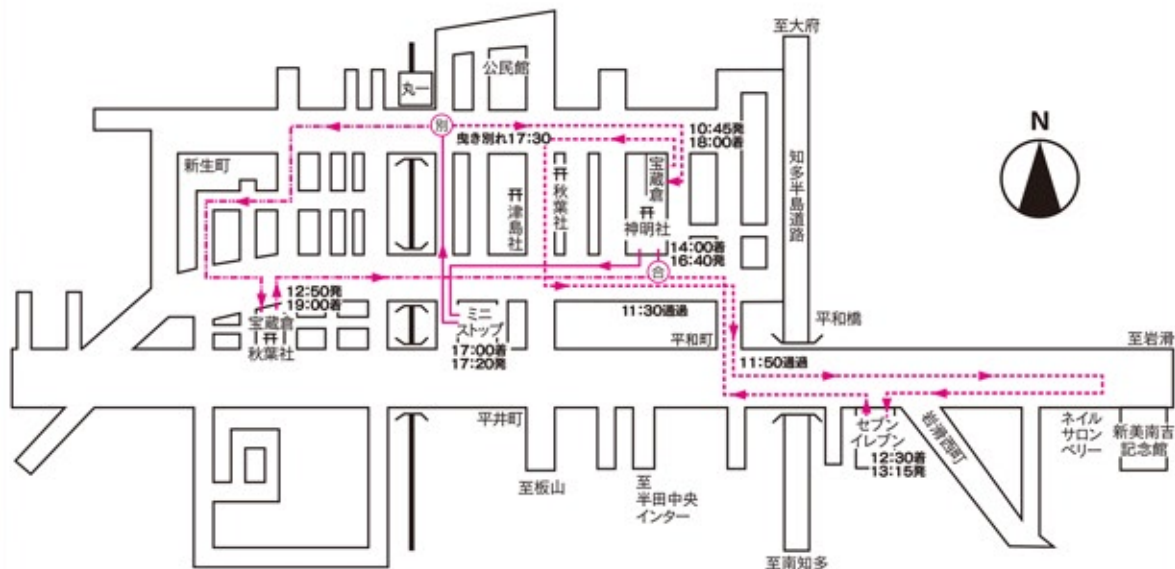 至大府
公民館
丸一
別
曳き別れ17:30
10:45発
18:00着
N
新生町
宝蔵倉
神明社
秋葉社
津島社
知多半島道路
14:00着
16:40発
合
12:50発
19:00着
宝蔵倉
秋葉社
ミニ
ストップ
17:00着
17:20発
11:30通過
平和町
平和橋
至岩滑
11:50通過
平井町
セブン
イレブン
12:30着
13:15発
岩滑西町
ネイル
サロン
ベリー
新美南吉
記念館
至板山
至
半田中央
インター
至南知多